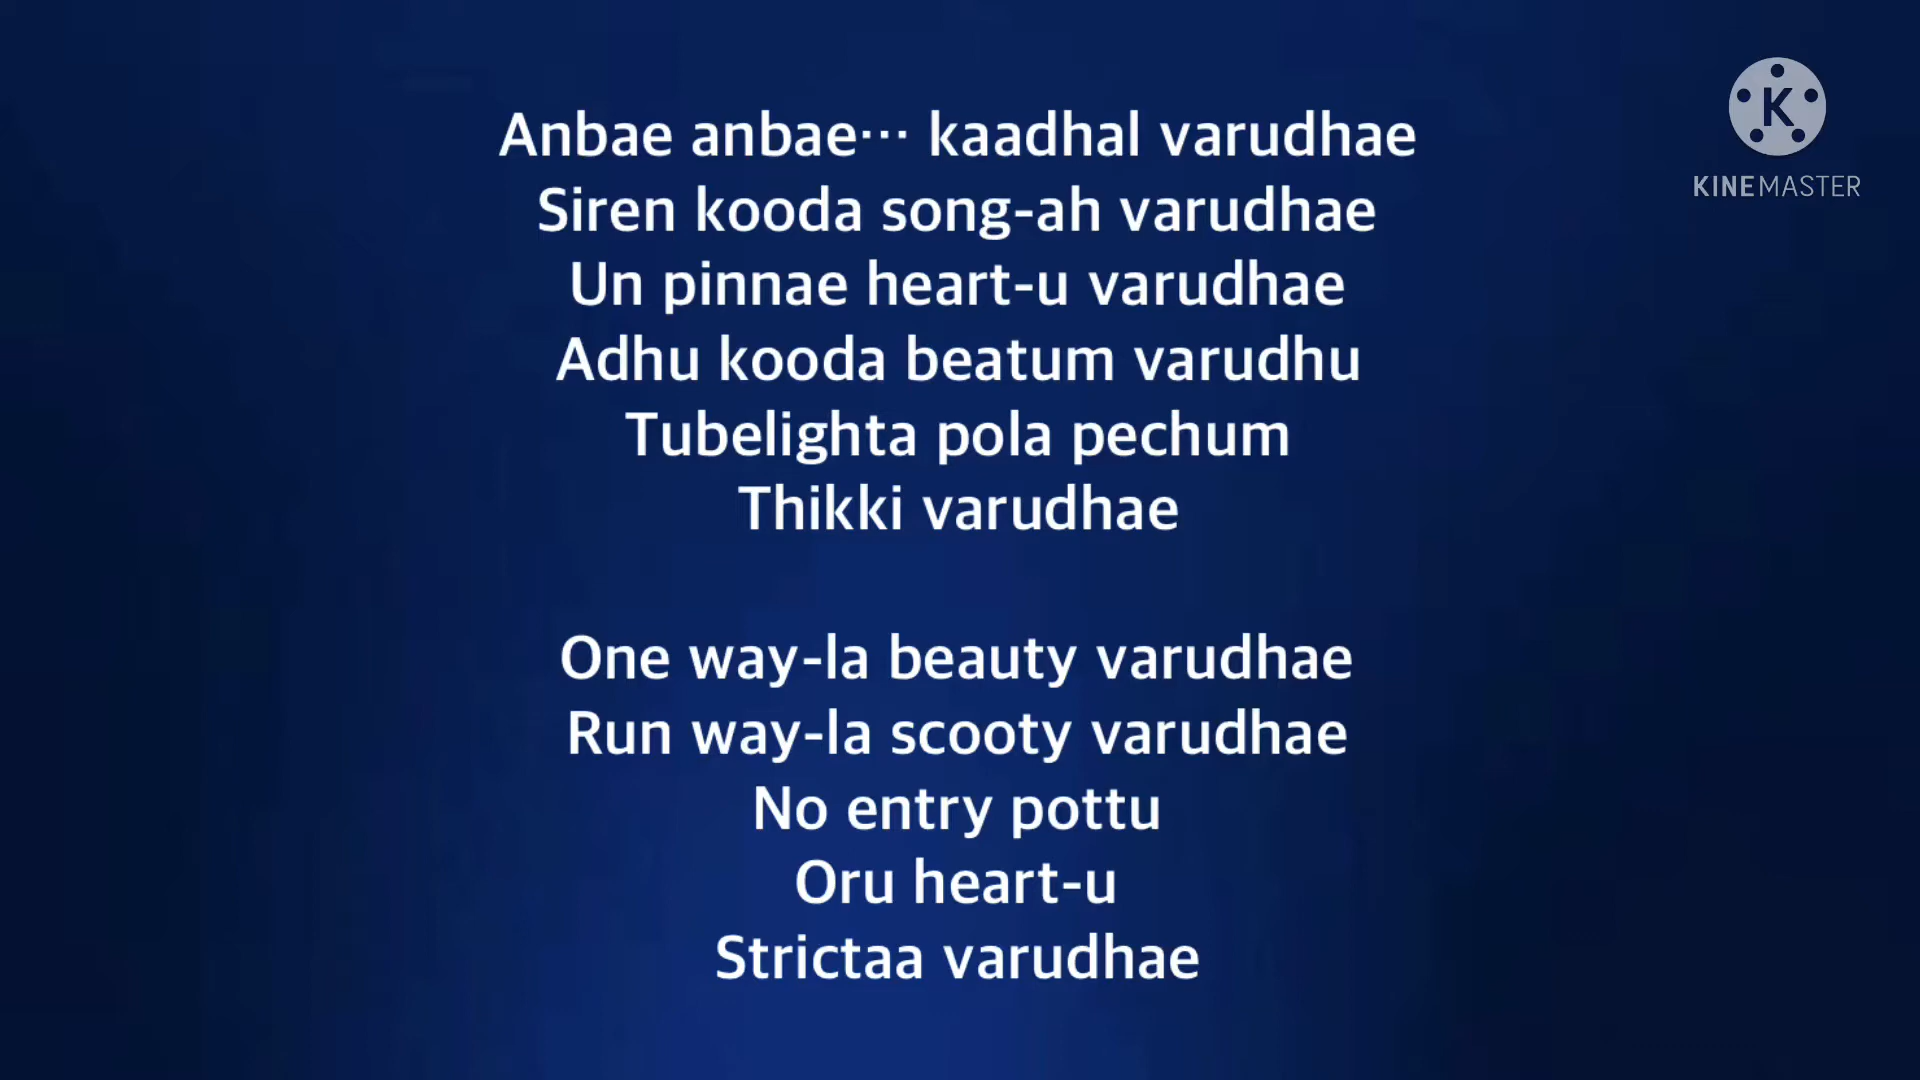 Anbae anbae··· kaadhal varudhae
Siren kooda song-ah varudhae
Un pinnae heart-u varudhae
Adhu kooda beatum varudhu
Tubelighta pola pechum
Thikki varudhae
One way-la beauty varudhae
Run way-la scooty varudhae
No entry pottu
Oru heart-u
Strictaa varudhae
K
KINEMASTER